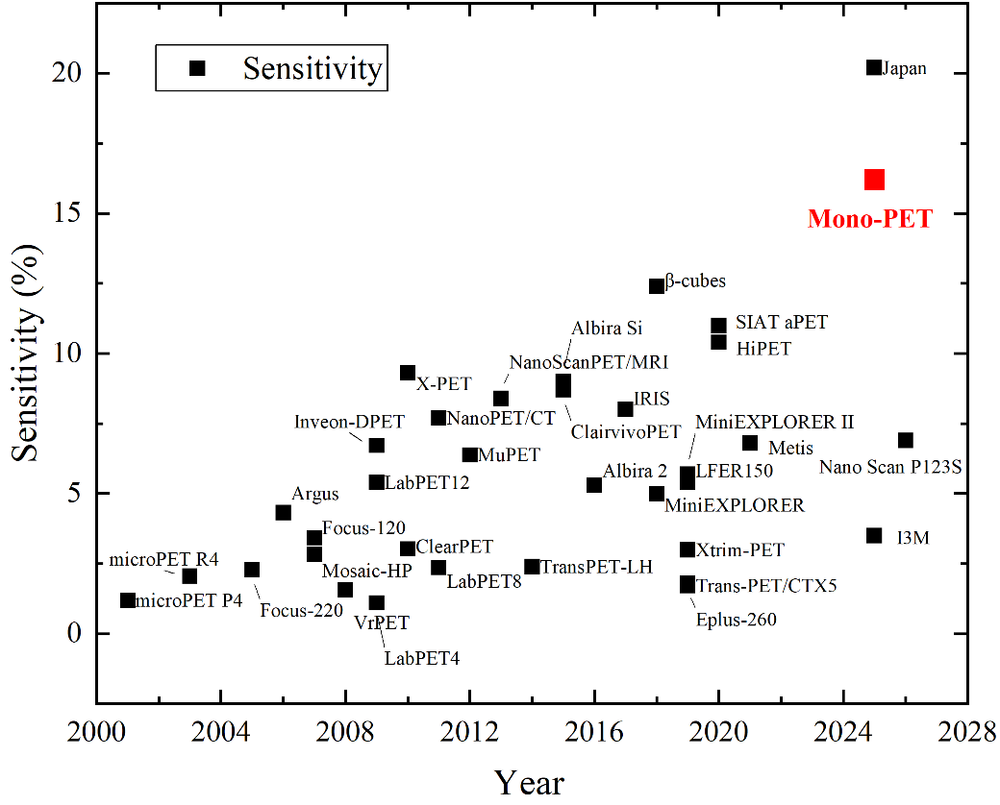 Sensitivity
20
15
10
5
0
Sensitivity (%)
Japan
Mono-PET
β-cubes
SIAT aPET
HiPET
Albira Si
NanoScanPET/MRI
X-PET
IRIS
NanoPET/CT
ClairvivoPET
Inveon-DPET
MiniEXPLORER II
Metis
MuPET
Nano Scan P123S
Albira 2
LFER150
LabPET12
MiniEXPLORER
Argus
Focus-120
I3M
ClearPET
Xtrim-PET
microPET R4
Mosaic-HP
LabPET8
TransPET-LH
Trans-PET/CTX5
microPET P4
Focus-220
VrPET
Eplus-260
LabPET4
2000 2004 2008 2012 2016 2020 2024 2028
Year